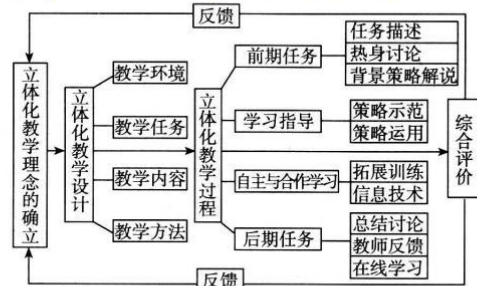 反馈
立体化教学理念的确立
立体化教学设计
教学环境
教学任务
教学内容
教学方法
立体化教学过程
前期任务
任务描述
热身讨论
背景策略解说
学习指导
策略示范
策略运用
自主与合作学习
拓展训练
信息技术
后期任务
总结讨论
教师反馈
在线学习
综合评价
反馈